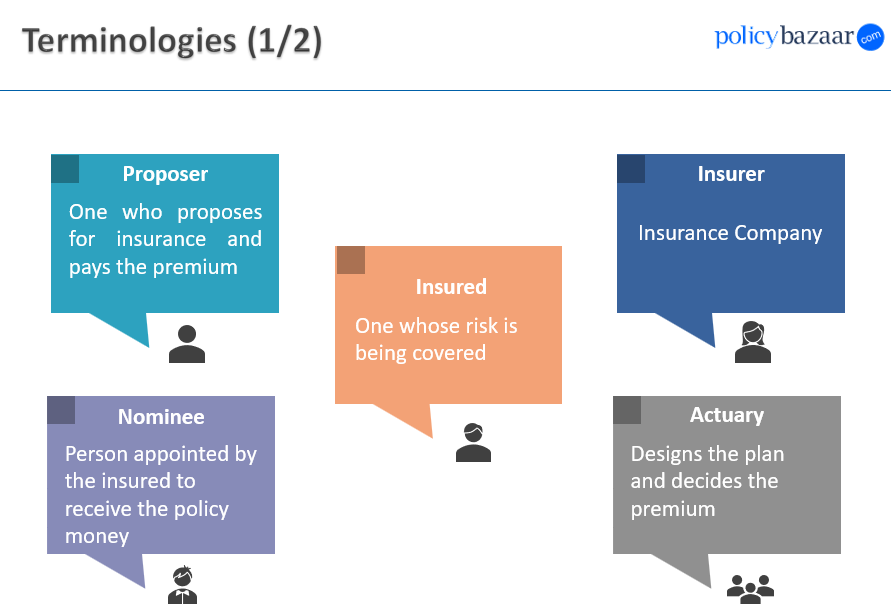 Terminologies (1/2)
policybazaar.com
Proposer
One who proposes
for insurance and
pays the premium
Insurer
Insurance Company
Insured
One whose risk is
being covered
Nominee
Person appointed by
the insured to
receive the policy
money
Actuary
Designs the plan
and decides the
premium